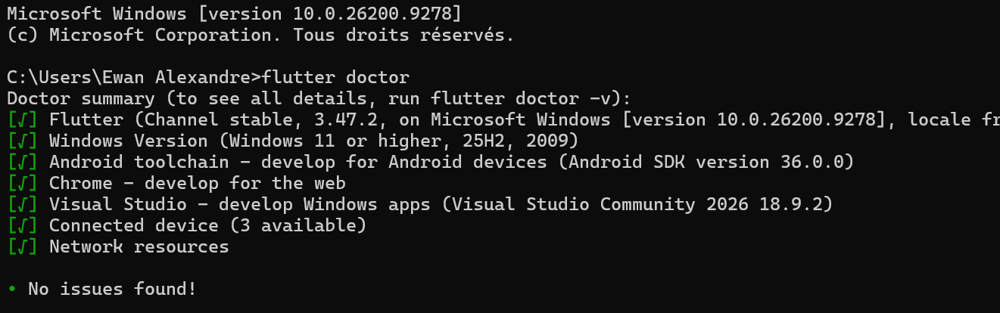 Microsoft Windows [version 10.0.26200.9278]
(c) Microsoft Corporation. Tous droits réservés.
C:\Users\Ewan Alexandre>flutter doctor
Doctor summary (to see all details, run flutter doctor -v):
[√] Flutter (Channel stable, 3.47.2, on Microsoft Windows [version 10.0.26200.9278], locale fr
[√] Windows Version (Windows 11 or higher, 25H2, 2009)
[√] Android toolchain - develop for Android devices (Android SDK version 36.0.0)
[√] Chrome - develop for the web
[√] Visual Studio - develop Windows apps (Visual Studio Community 2026 18.9.2)
[√] Connected device (3 available)
[√] Network resources
• No issues found!